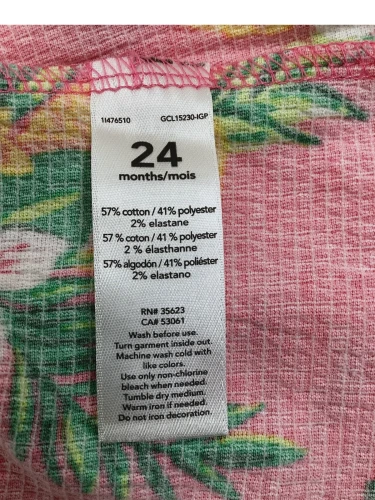 1I476510 GCL15230-IGP
24
months/mois
57% cotton / 41% polyester
2% elastane
57 % coton / 41 % polyester
2 % élasthanne
57% algodón / 41% poliéster
2% elastano
RN# 35623
CA# 53061
Wash before use.
Turn garment inside out.
Machine wash cold with
like colors.
Use only non-chlorine
bleach when needed.
Tumble dry medium.
Warm iron if needed.
Do not iron decoration.